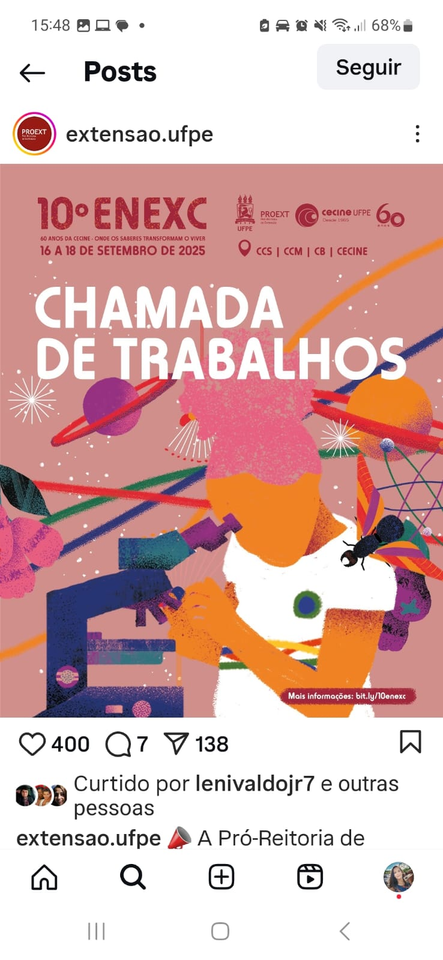 15:48
68%
Posts
Seguir
PROEXT
extensao.ufpe
10º ENEXC
60 ANOS DA CECINE - ONDE OS SABERES TRANSFORMAM O VIVER
16 A 18 DE SETEMBRO DE 2025
UFPE
PROEXT
cecine UFPE
60
CCS | CCM | CB | CECINE
CHAMADA
DE TRABALHOS
Mais informações: bit.ly/10enexc
400
7
138
Curtido por lenivaldojr7 e outras
pessoas
extensao.ufpe 📣 A Pró-Reitoria de